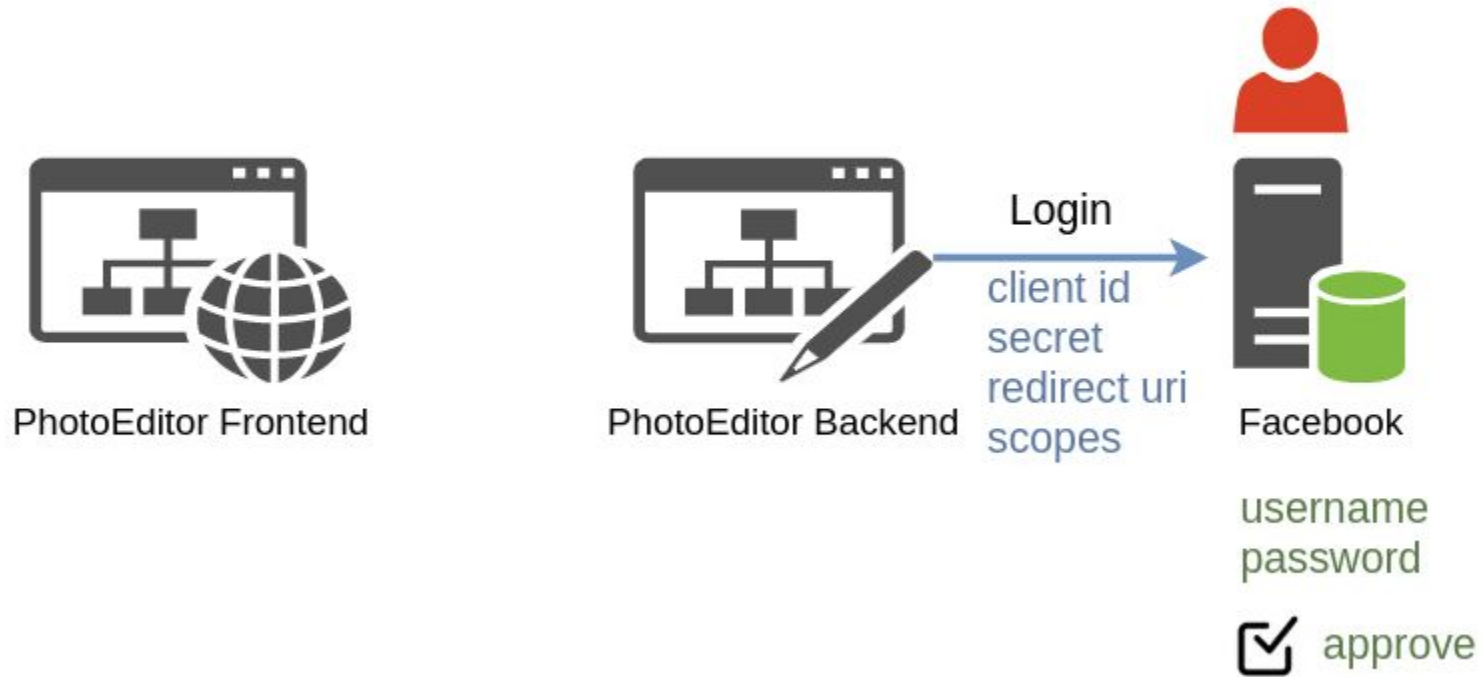 Login
client id
secret
redirect uri
scopes
PhotoEditor Frontend
PhotoEditor Backend
Facebook
username
password
approve